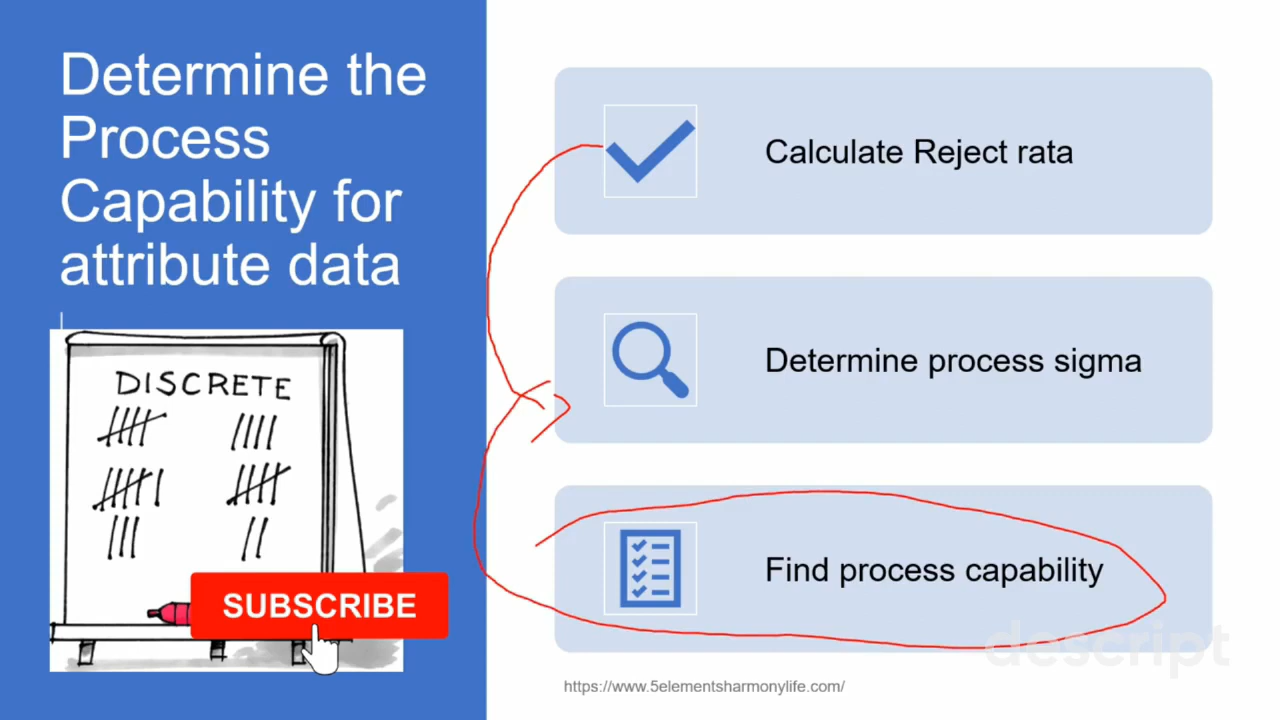 Determine the
Process
Capability for
attribute data
DISCRETE
SUBSCRIBE
Calculate Reject rata
Determine process sigma
Find process capability
descript
https://www.5elementsharmonylife.com/